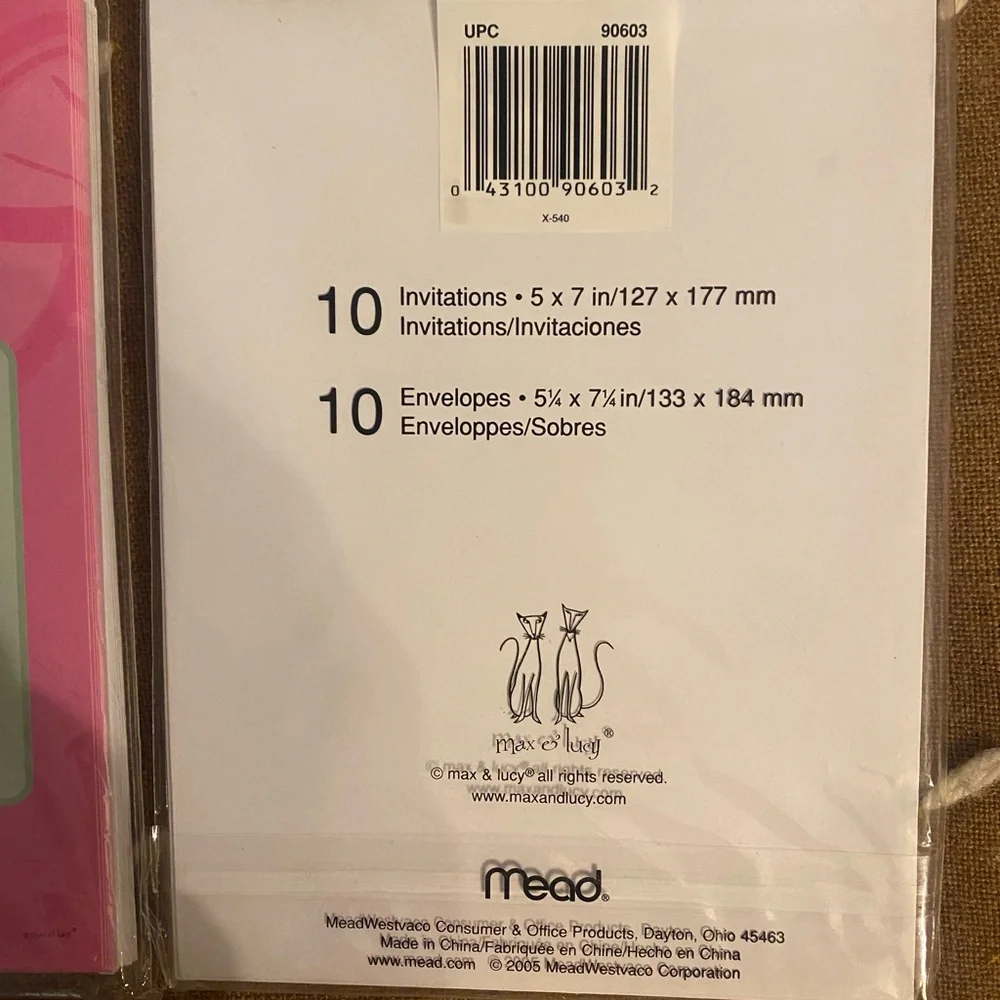 UPC 90603
0 43100 90603 2
X-540
10 Invitations • 5 x 7 in/127 x 177 mm
Invitations/Invitaciones
10 Envelopes • 5¼ x 7¼ in/133 x 184 mm
Enveloppes/Sobres
max & lucy®
© max & lucy® all rights reserved.
www.maxandlucy.com
Mead®
MeadWestvaco Consumer & Office Products, Dayton, Ohio 45463
Made in China/Fabriquée en Chine/Hecho en China
www.mead.com © 2005 MeadWestvaco Corporation